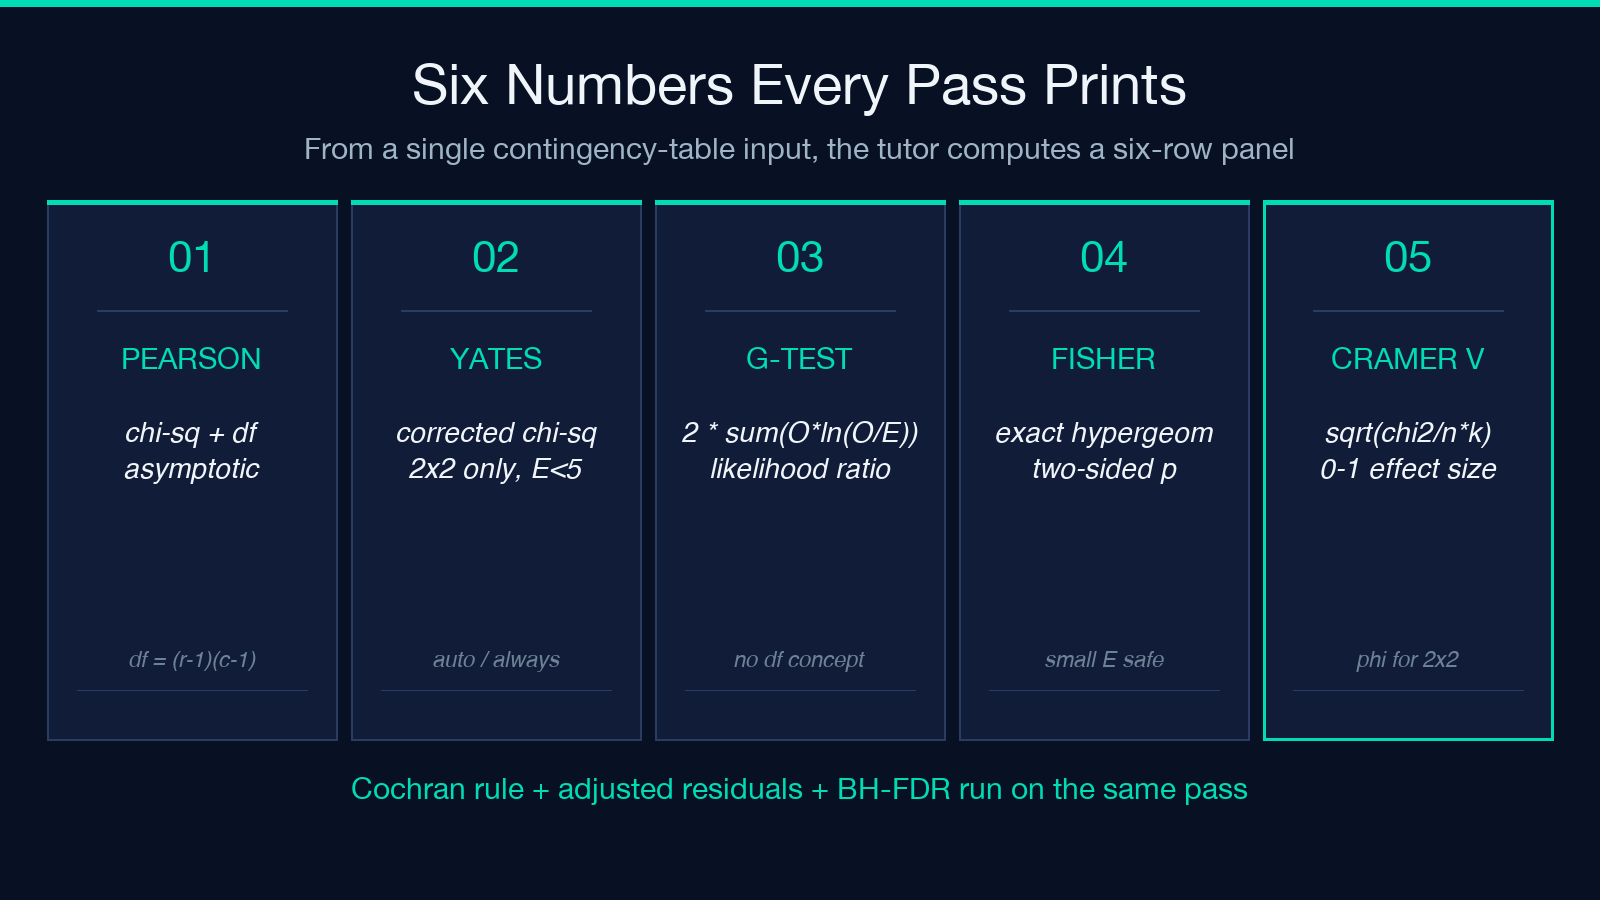 Six Numbers Every Pass Prints
From a single contingency-table input, the tutor computes a six-row panel
01
PEARSON
chi-sq + df
asymptotic
df = (r-1)(c-1)
02
YATES
corrected chi-sq
2x2 only, E<5
auto / always
03
G-TEST
2 * sum(O*ln(O/E))
likelihood ratio
no df concept
04
FISHER
exact hypergeom
two-sided p
small E safe
05
CRAMER V
sqrt(chi2/n*k)
0-1 effect size
phi for 2x2
Cochran rule + adjusted residuals + BH-FDR run on the same pass